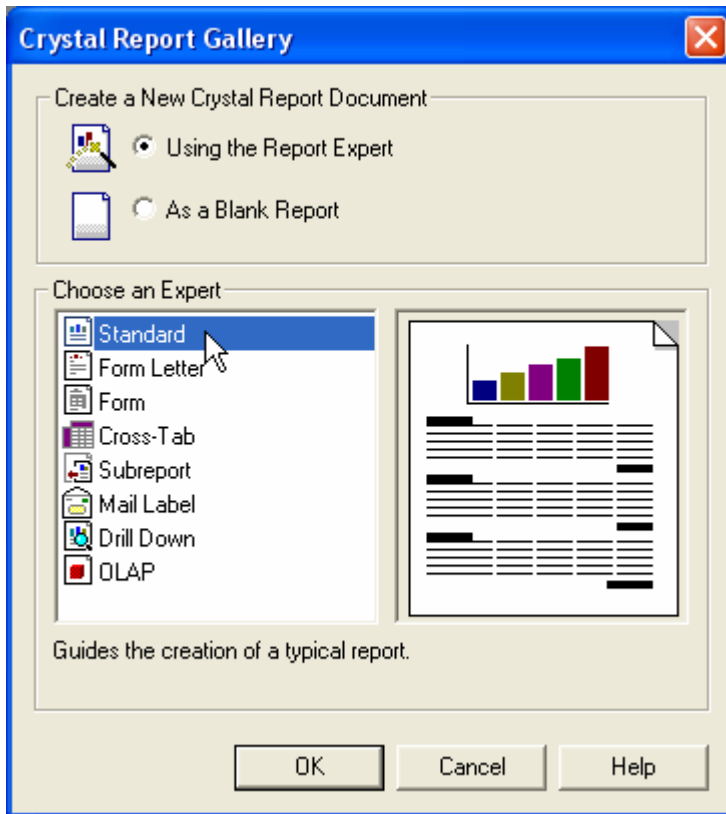 Crystal Report Gallery
Create a New Crystal Report Document
Using the Report Expert
As a Blank Report
Choose an Expert
Standard
Form Letter
Form
Cross-Tab
Subreport
Mail Label
Drill Down
OLAP
Guides the creation of a typical report.
OK Cancel Help